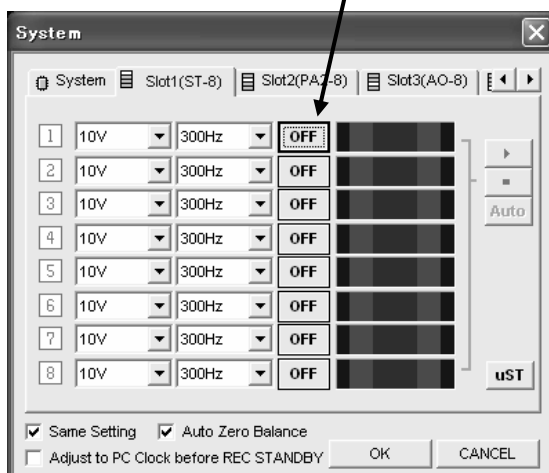 System
System Slot1(ST-8) Slot2(PA2-8) Slot3(AO-8)
1 10V 300Hz OFF
2 10V 300Hz OFF
3 10V 300Hz OFF
Auto
4 10V 300Hz OFF
5 10V 300Hz OFF
6 10V 300Hz OFF
7 10V 300Hz OFF
8 10V 300Hz OFF
uST
Same Setting Auto Zero Balance
Adjust to PC Clock before REC STANDBY OK CANCEL